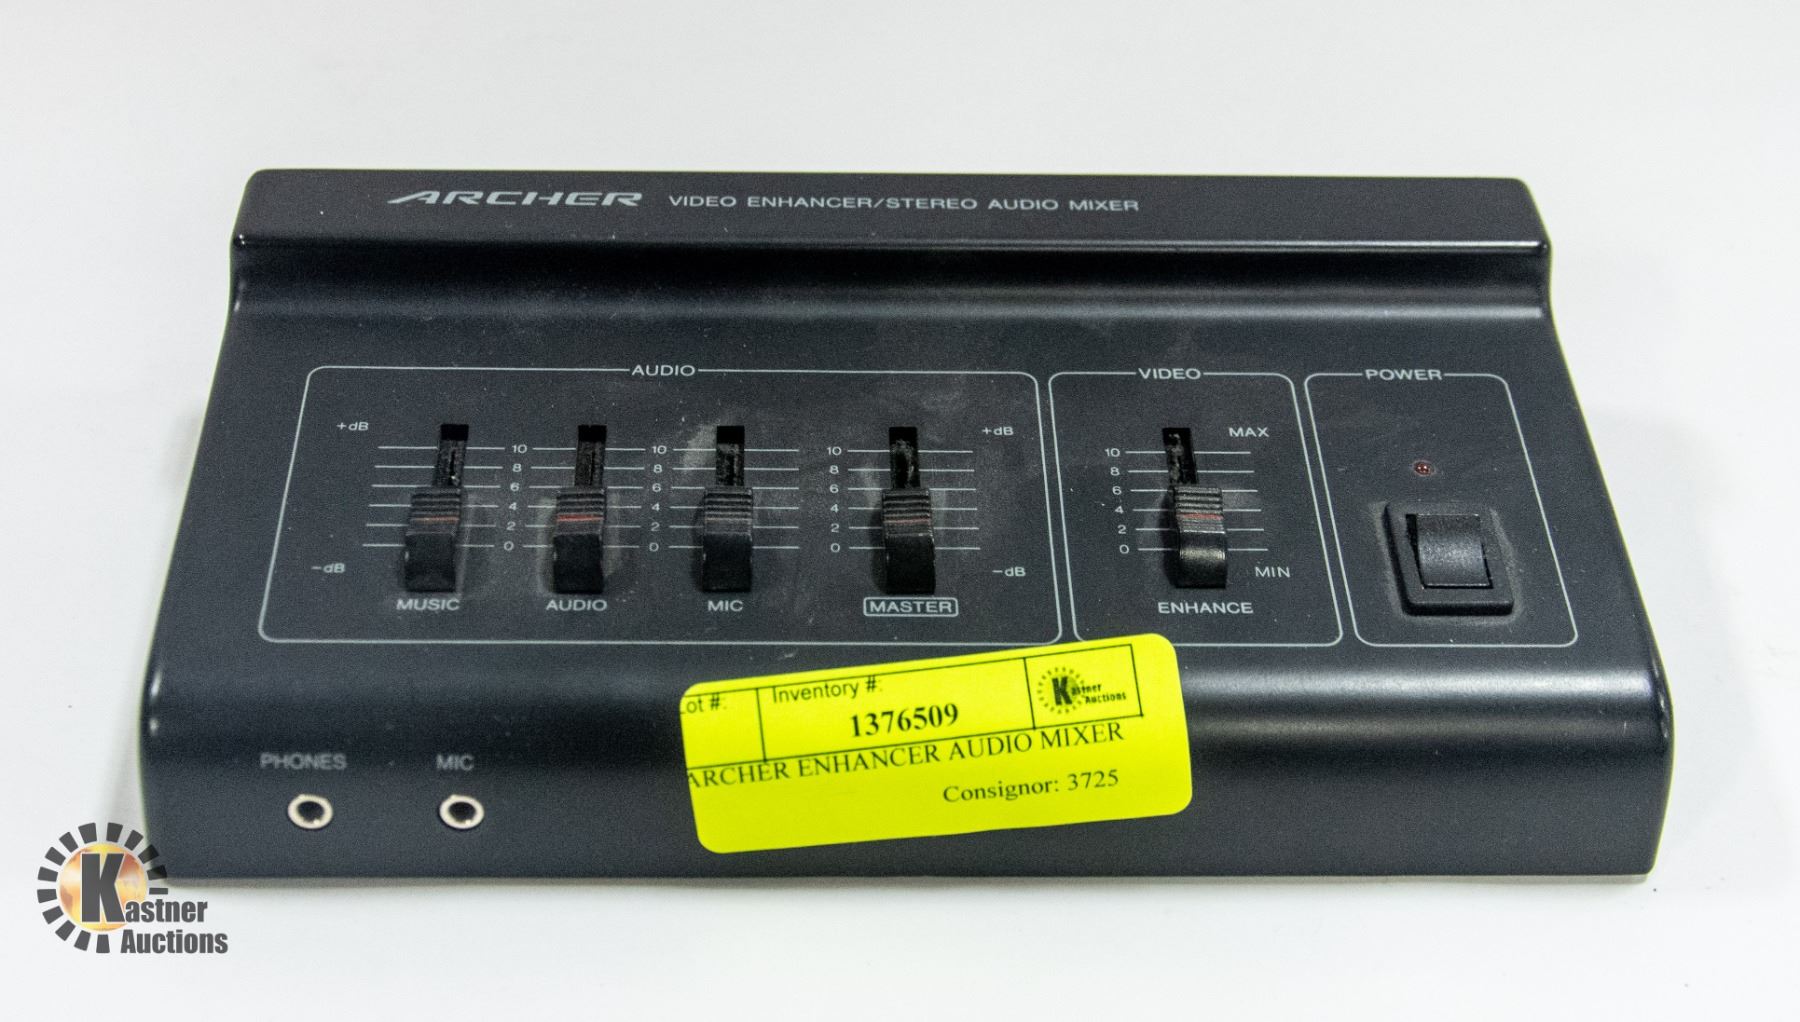 ARCHER VIDEO ENHANCER/STEREO AUDIO MIXER
AUDIO
VIDEO
POWER
+dB
+dB
MAX
10 10 10 10
8 8 8 8
6 6 6 6
4 4 4 4
2 2 2 2
0 0 0 0
-dB
-dB
MIN
MUSIC
AUDIO
MIC
MASTER
ENHANCE
Lot #:
Inventory #:
1376509
Kastner
Auctions
ARCHER ENHANCER AUDIO MIXER
Consignor: 3725
PHONES
MIC
Kastner
Auctions